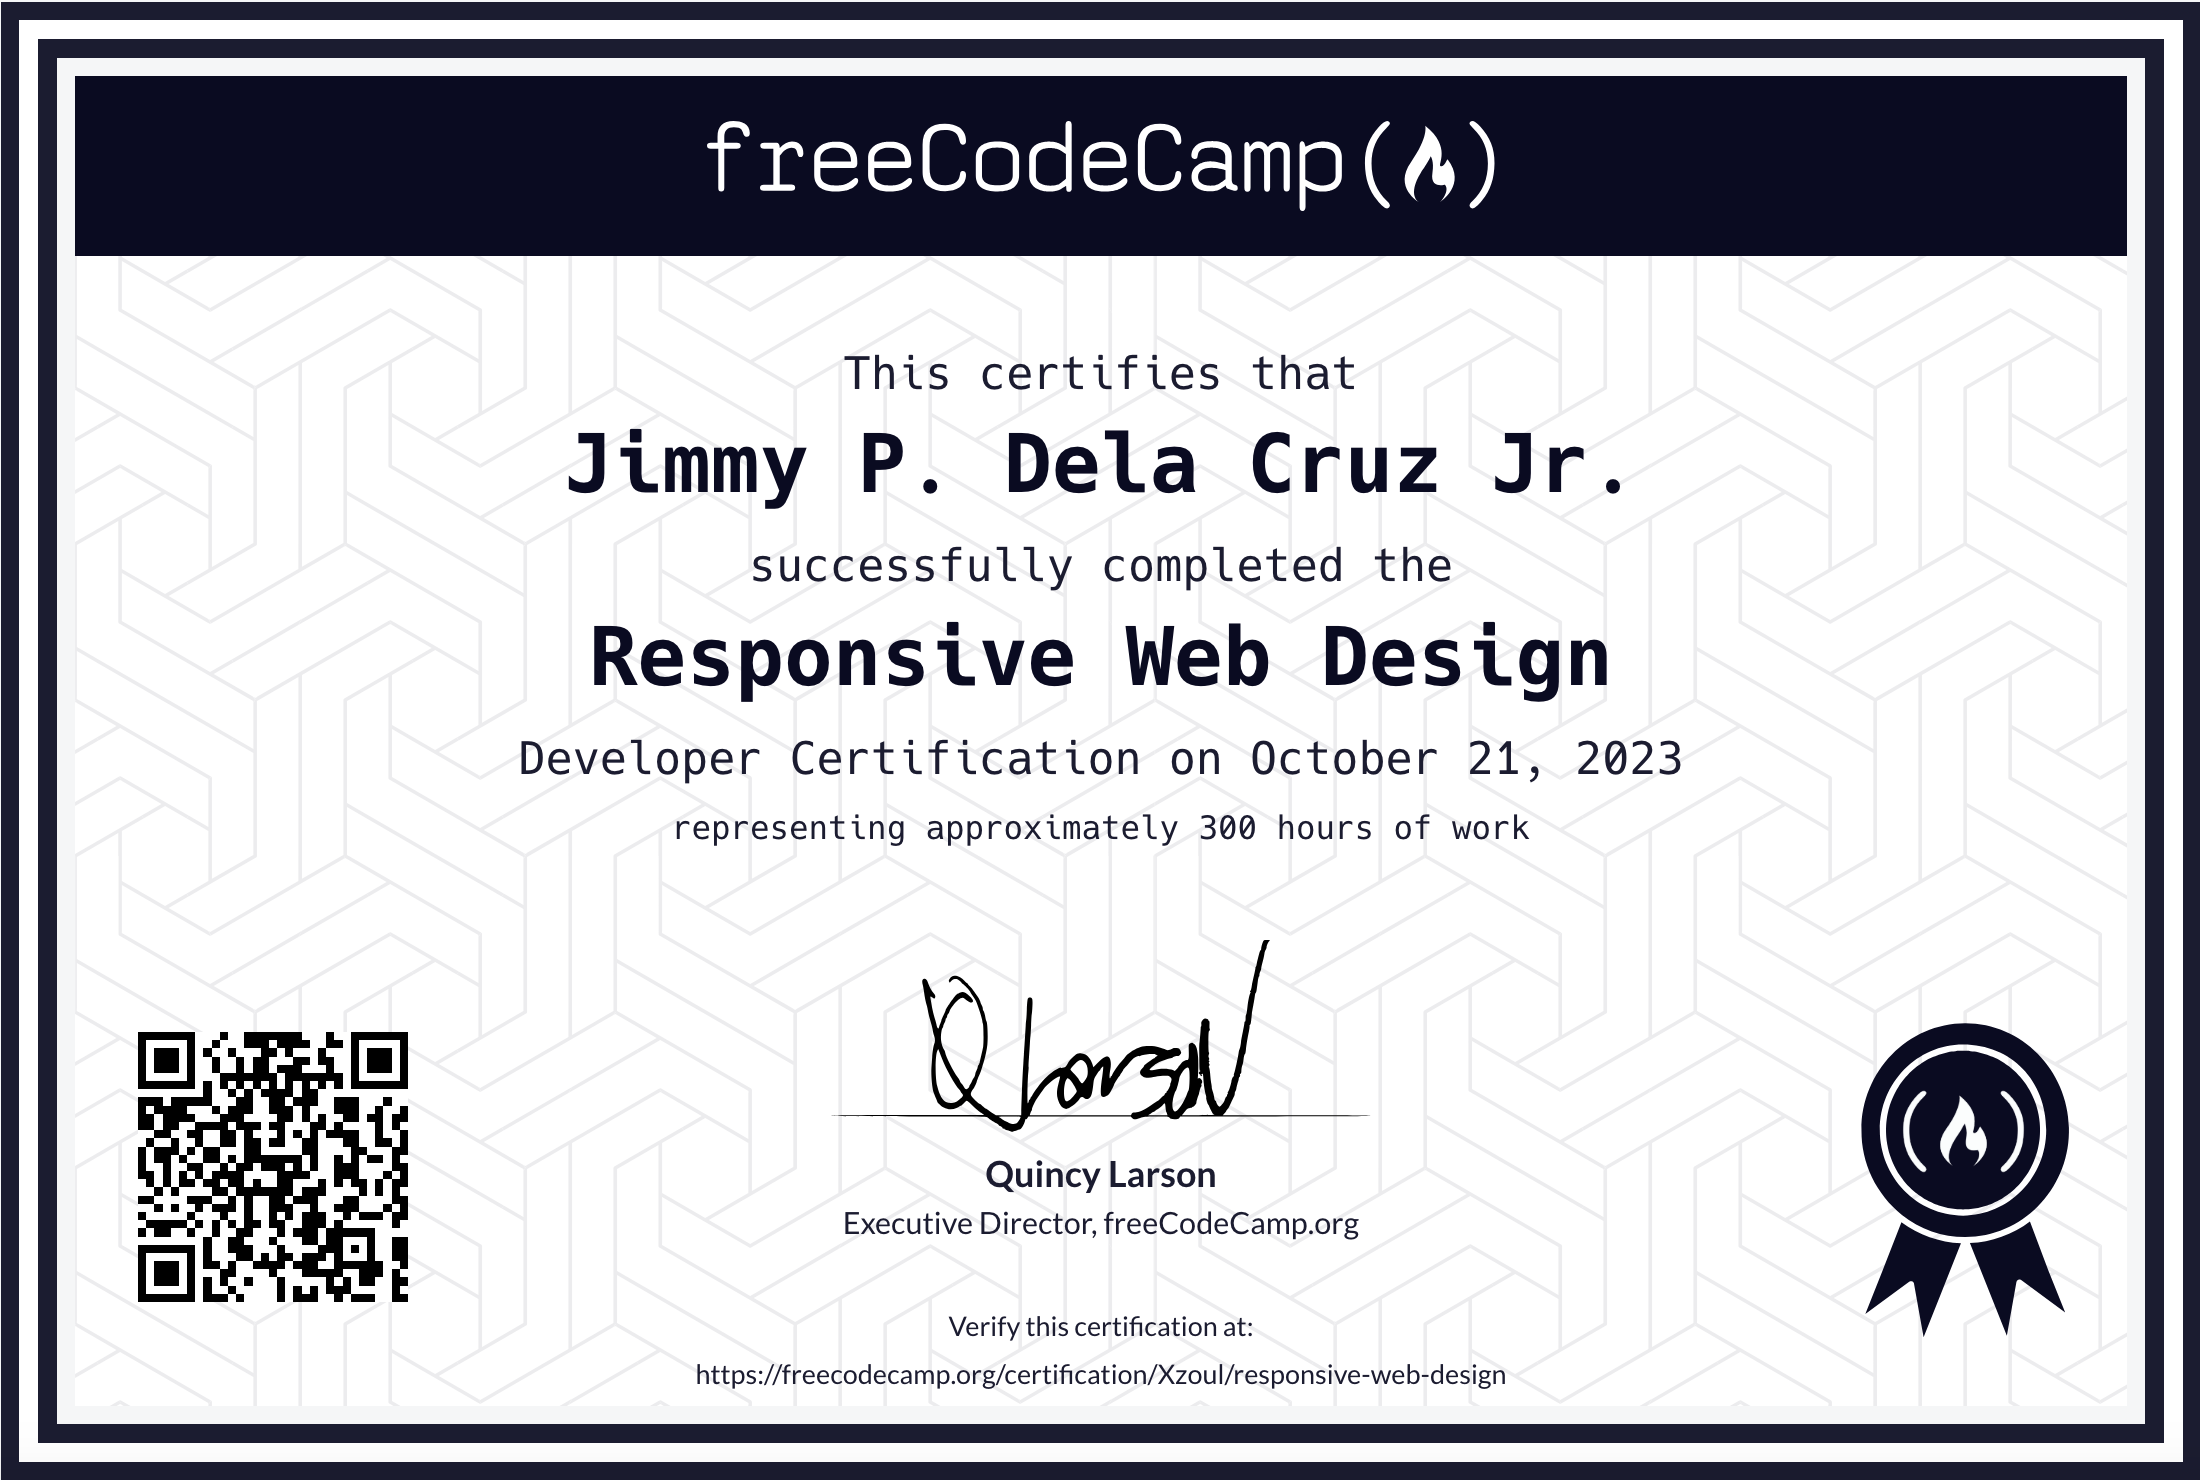 freeCodeCamp
This certifies that
Jimmy P. Dela Cruz Jr.
successfully completed the
Responsive Web Design
Developer Certification on October 21, 2023
representing approximately 300 hours of work
Quincy Larson
Executive Director, freeCodeCamp.org
Verify this certification at:
https://freecodecamp.org/certification/Xzoul/responsive-web-design